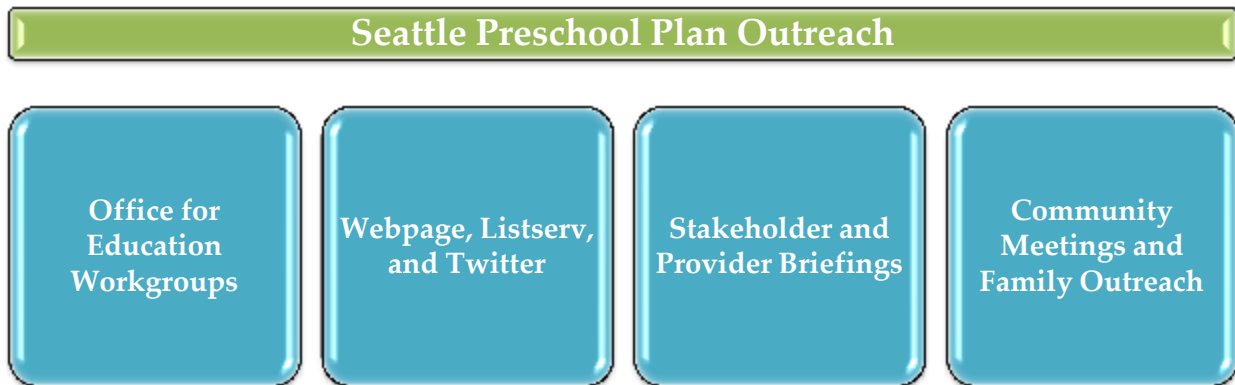 Seattle Preschool Plan Outreach
Office for
Education
Workgroups
Webpage, Listserv,
and Twitter
Stakeholder and
Provider Briefings
Community
Meetings and
Family Outreach